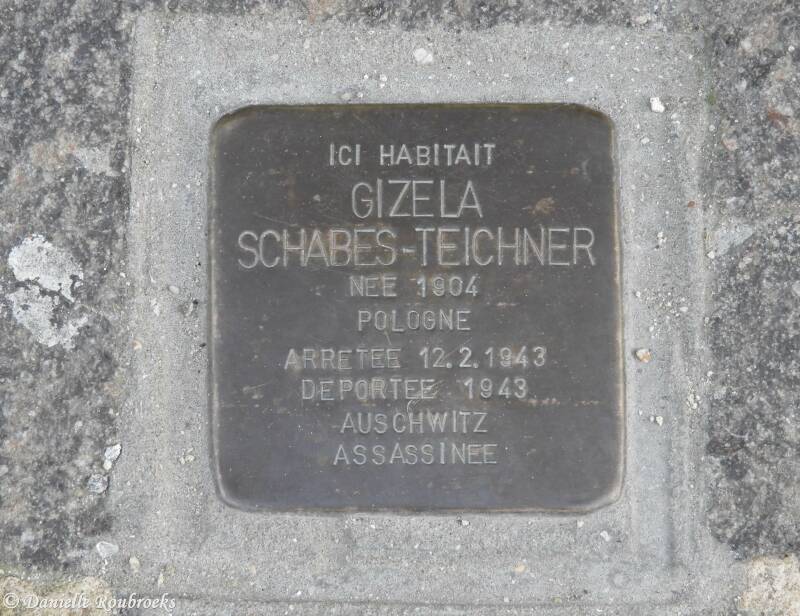 ICI HABITAIT
GIZELA
SCHABES-TEICHNER
NEE 1904
POLOGNE
ARRETEE 12.2.1943
DEPORTEE 1943
AUSCHWITZ
ASSASSINEE
© Danielle Roubroeks